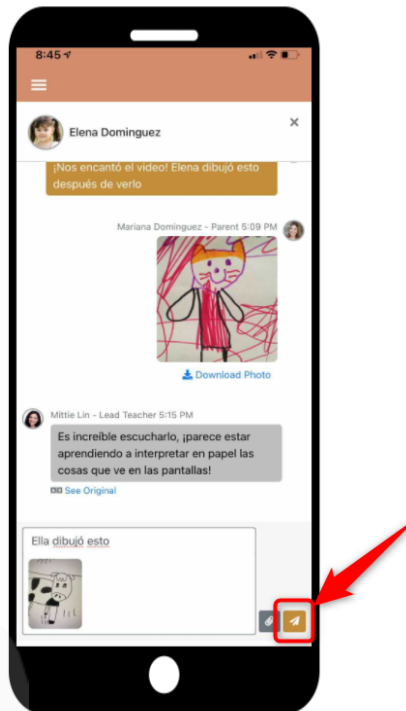 8:45
Elena Dominguez
×
¡Nos encantó el video! Elena dibujó esto
después de verlo
Mariana Dominguez - Parent 5:09 PM
Download Photo
Mittie Lin - Lead Teacher 5:15 PM
Es increíble escucharlo, ¡parece estar
aprendiendo a interpretar en papel las
cosas que ve en las pantallas!
See Original
Ella dibujó esto